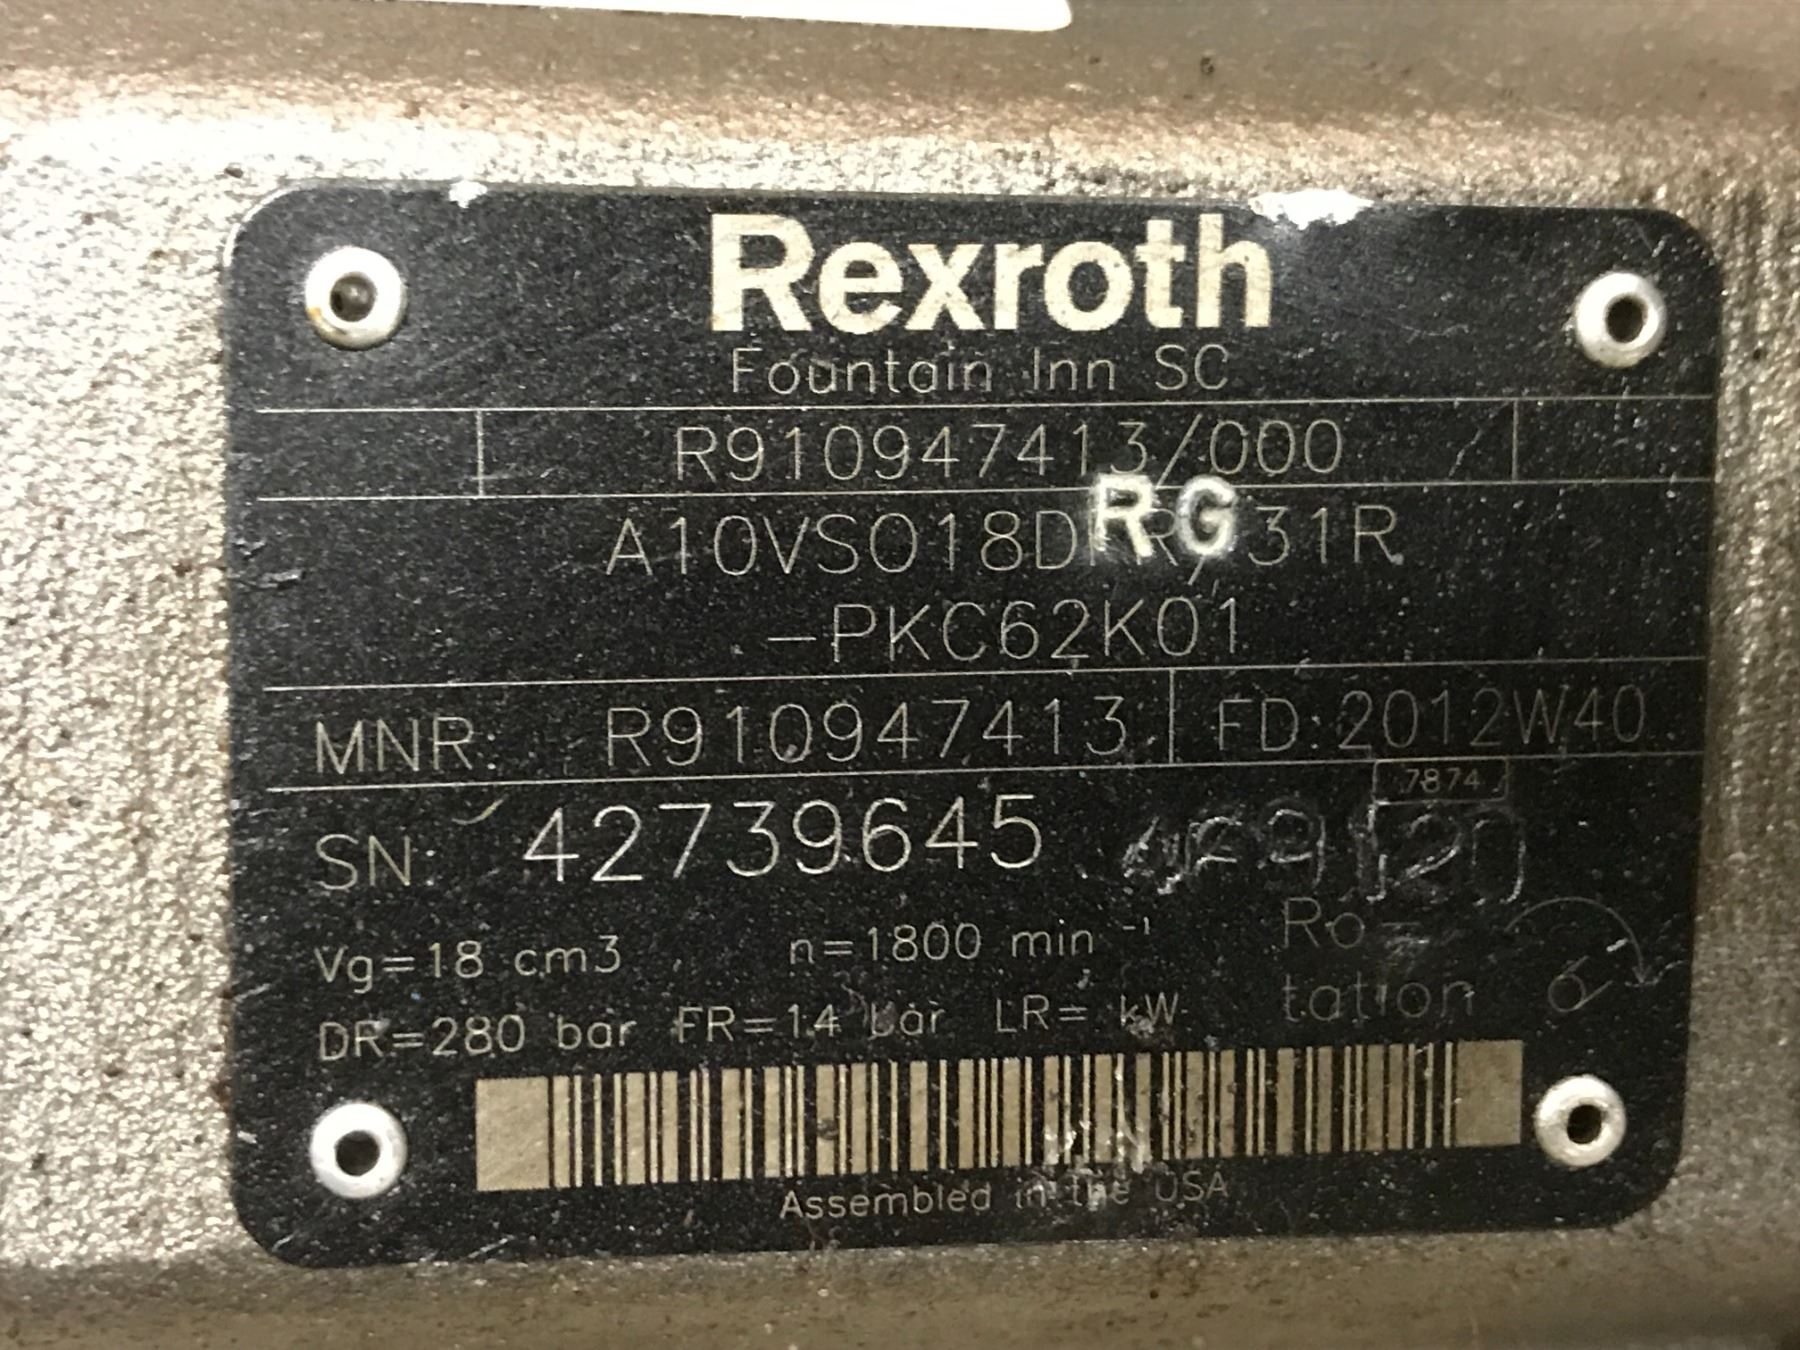 Rexroth
Fountain Inn SC
R910947413/000
RG
A10VSO18D /31R
-PKC62K01
MNR: R910947413 FD: 2012W40
7874
SN: 42739645
Vg=18 cm3 n=1800 min -1
Ro-
tation
DR=280 bar FR=14 bar LR= kW
Assembled in the USA